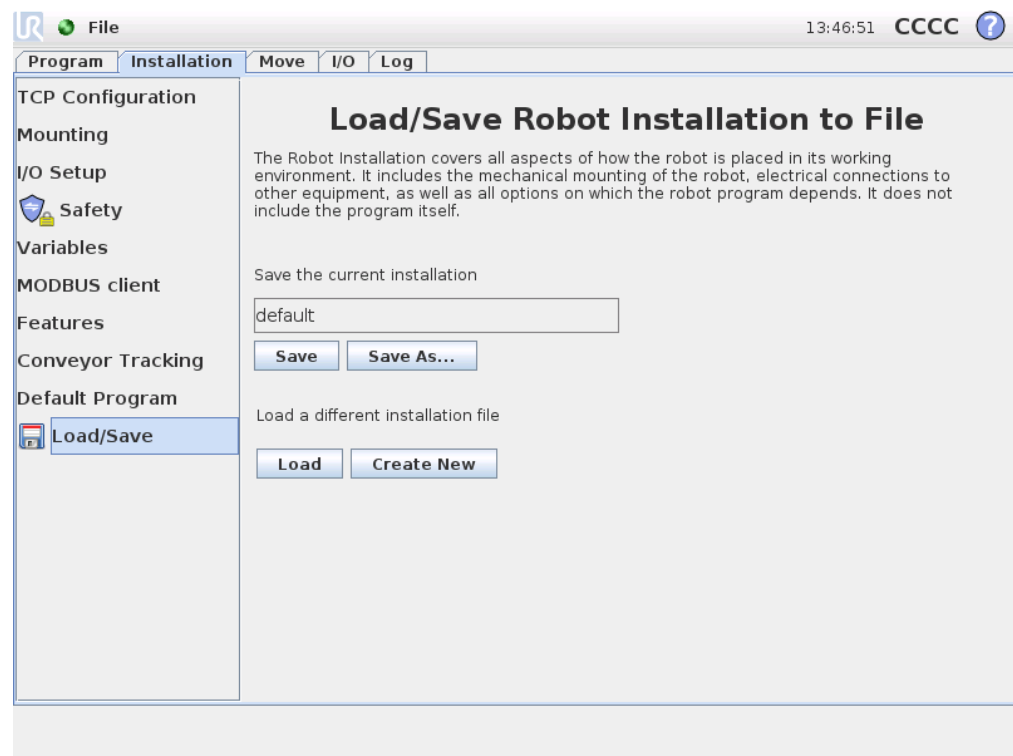 UR File 13:46:51 CCCC ?
Program Installation Move I/O Log
TCP Configuration
Mounting
I/O Setup
Safety
Variables
MODBUS client
Features
Conveyor Tracking
Default Program
Load/Save
Load/Save Robot Installation to File
The Robot Installation covers all aspects of how the robot is placed in its working
environment. It includes the mechanical mounting of the robot, electrical connections to
other equipment, as well as all options on which the robot program depends. It does not
include the program itself.
Save the current installation
default
Save Save As...
Load a different installation file
Load Create New